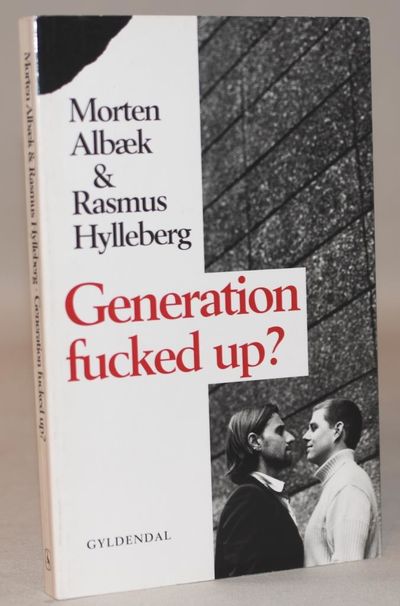 Morten
Albæk
&
Rasmus
Hylleberg
Generation
fucked up?
GYLDENDAL
Morten Albæk & Rasmus Hylleberg · Generation fucked up?